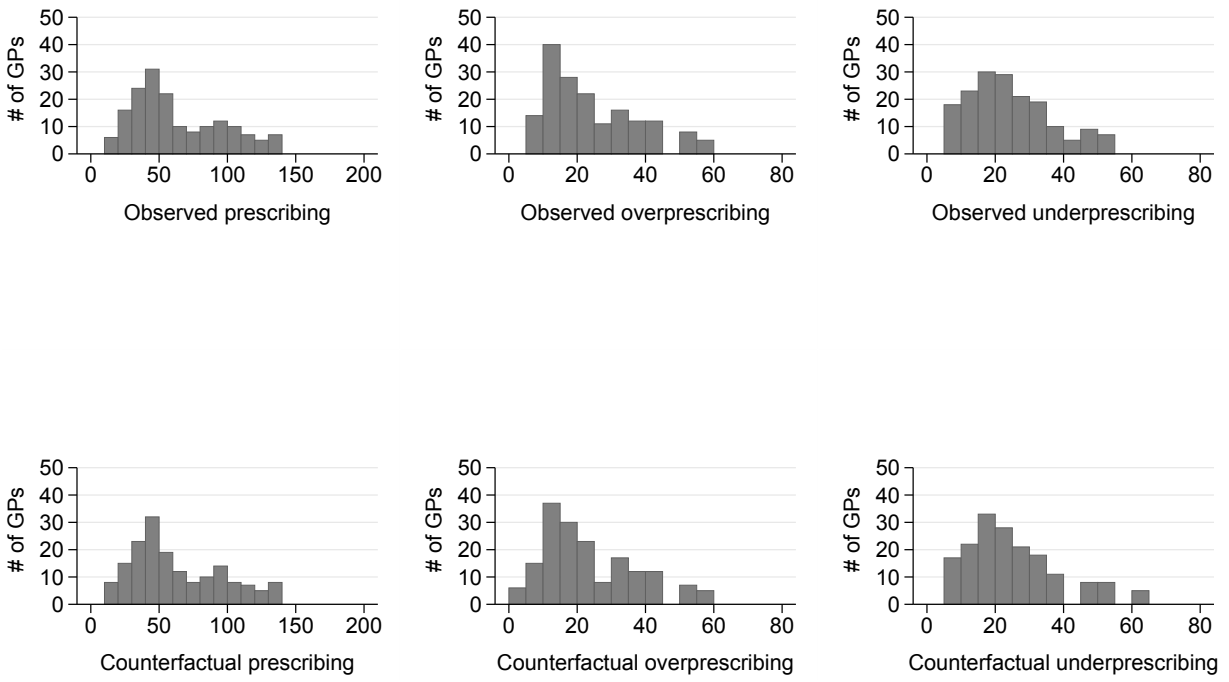 50
40
30
20
10
0
# of GPs
0 50 100 150 200
Observed prescribing
50
40
30
20
10
0
# of GPs
0 20 40 60 80
Observed overprescribing
50
40
30
20
10
0
# of GPs
0 20 40 60 80
Observed underprescribing
50
40
30
20
10
0
# of GPs
0 50 100 150 200
Counterfactual prescribing
50
40
30
20
10
0
# of GPs
0 20 40 60 80
Counterfactual overprescribing
50
40
30
20
10
0
# of GPs
0 20 40 60 80
Counterfactual underprescribing